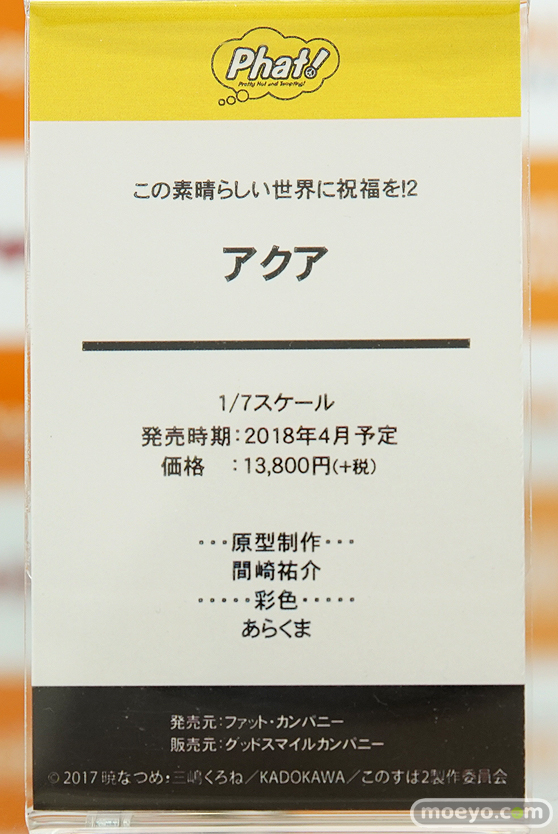 Phat!
Pretty Hot and Tempting!
この素晴らしい世界に祝福を!2
アクア
1/7スケール
発売時期：2018年4月予定
価格　：13,800円(+税)
･･･原型制作･･･
間崎祐介
･････彩色･････
あらくま
発売元：ファット・カンパニー
販売元：グッドスマイルカンパニー
© 2017 暁なつめ・三嶋くろね／KADOKAWA／このすば2製作委員会
moeyo.com